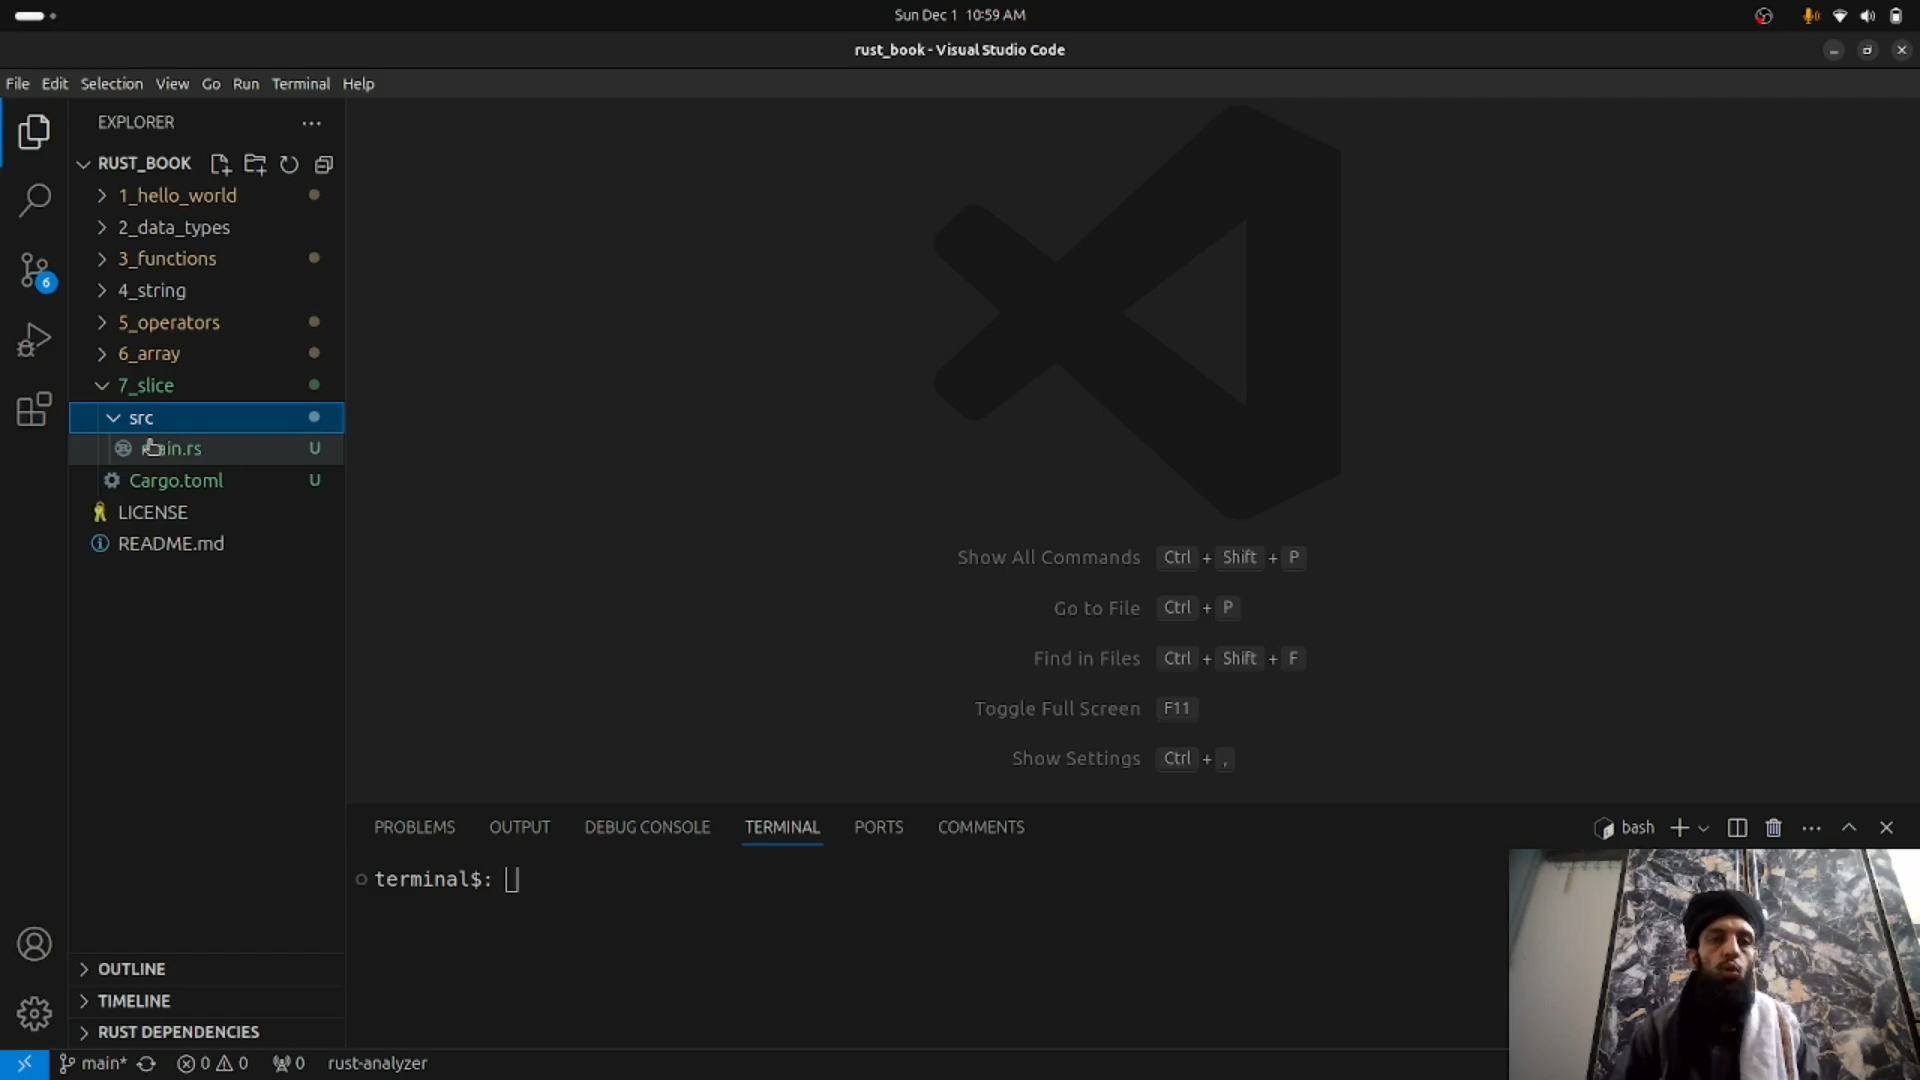 Sun Dec 1 10:59 AM
rust_book - Visual Studio Code
File Edit Selection View Go Run Terminal Help
EXPLORER
RUST_BOOK
1_hello_world
2_data_types
3_functions
4_string
5_operators
6_array
7_slice
src
main.rs U
Cargo.toml U
LICENSE
README.md
6
Show All Commands Ctrl + Shift + P
Go to File Ctrl + P
Find in Files Ctrl + Shift + F
Toggle Full Screen F11
Show Settings Ctrl + ,
PROBLEMS OUTPUT DEBUG CONSOLE TERMINAL PORTS COMMENTS
bash
terminal$:
OUTLINE
TIMELINE
RUST DEPENDENCIES
main* 0 0 0 rust-analyzer